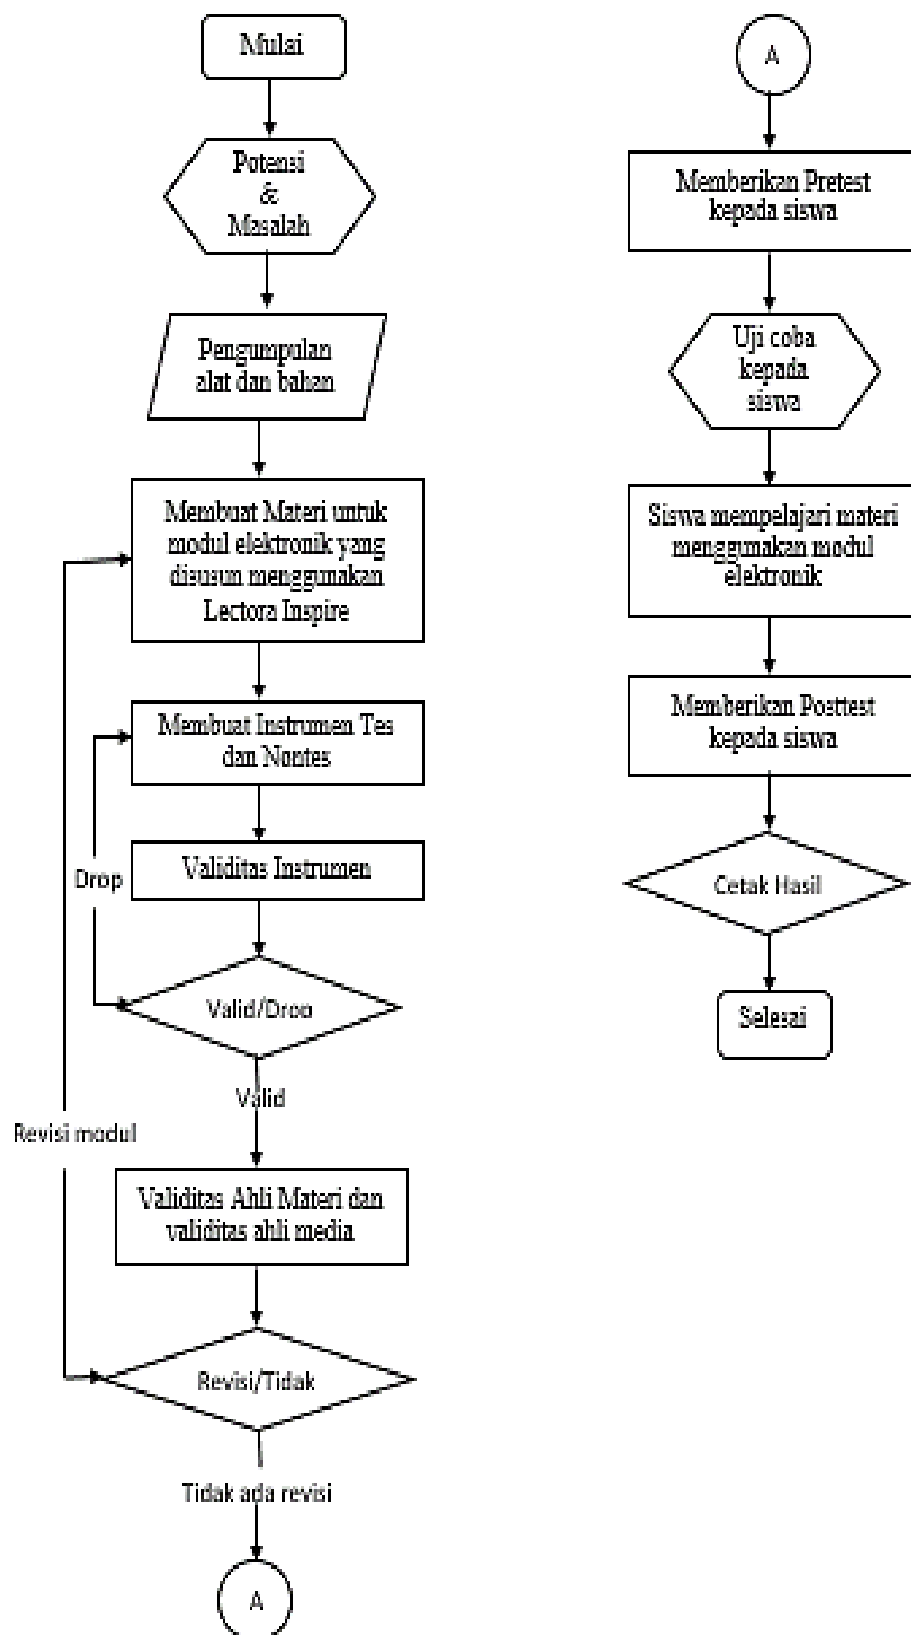 Mulai
Potensi
&
Masalah
Pengumpulan
alat dan bahan
Membuat Materi untuk
modul elektronik yang
disusun menggunakan
Lectora Inspire
Membuat Instrumen Tes
dan Nontes
Validitas Instrumen
Drop
Valid/Drop
Valid
Revisi modul
Validitas Ahli Materi dan
validitas ahli media
Revisi/Tidak
Tidak ada revisi
A
A
Memberikan Pretest
kepada siswa
Uji coba
kepada
siswa
Siswa mempelajari materi
menggunakan modul
elektronik
Memberikan Posttest
kepada siswa
Cetak Hasil
Selesai